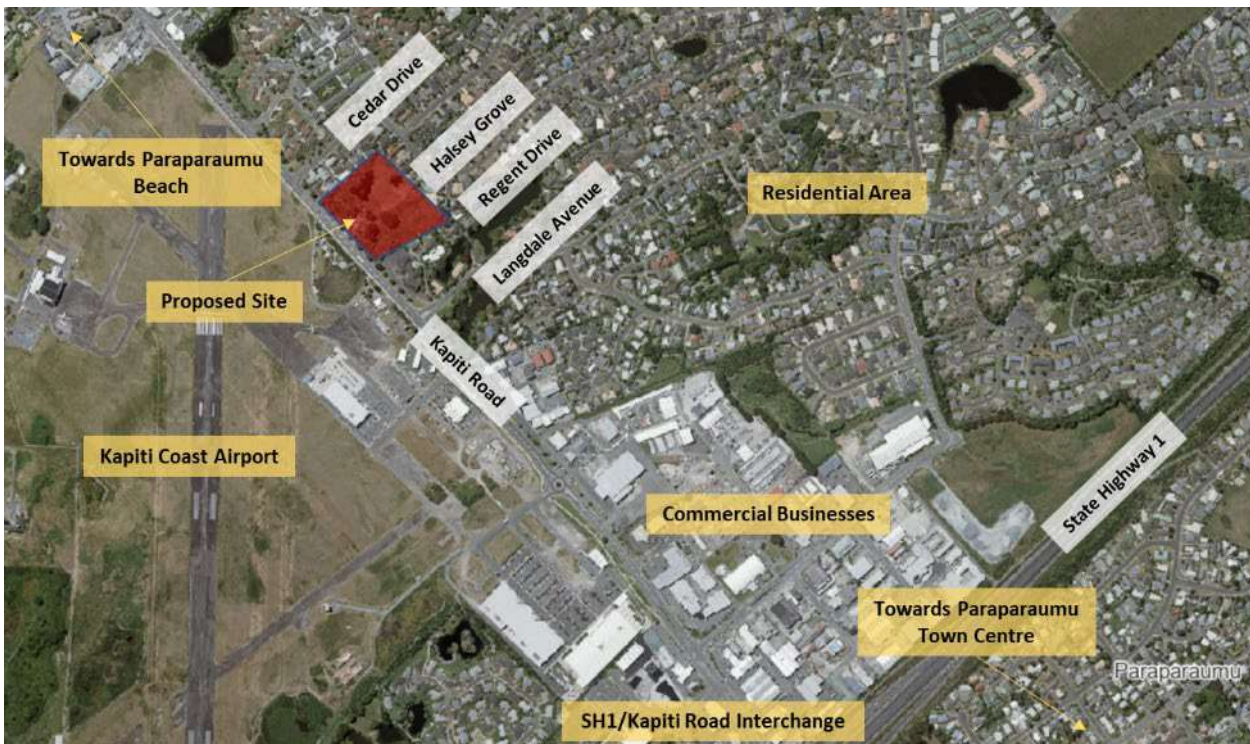 Cedar Drive
Halsey Grove
Towards Paraparaumu
Beach
Regent Drive
Residential Area
Langdale Avenue
Proposed Site
Kapiti Road
Kapiti Coast Airport
State Highway 1
Commercial Businesses
Towards Paraparaumu
Town Centre
Paraparaumu
SH1/Kapiti Road Interchange